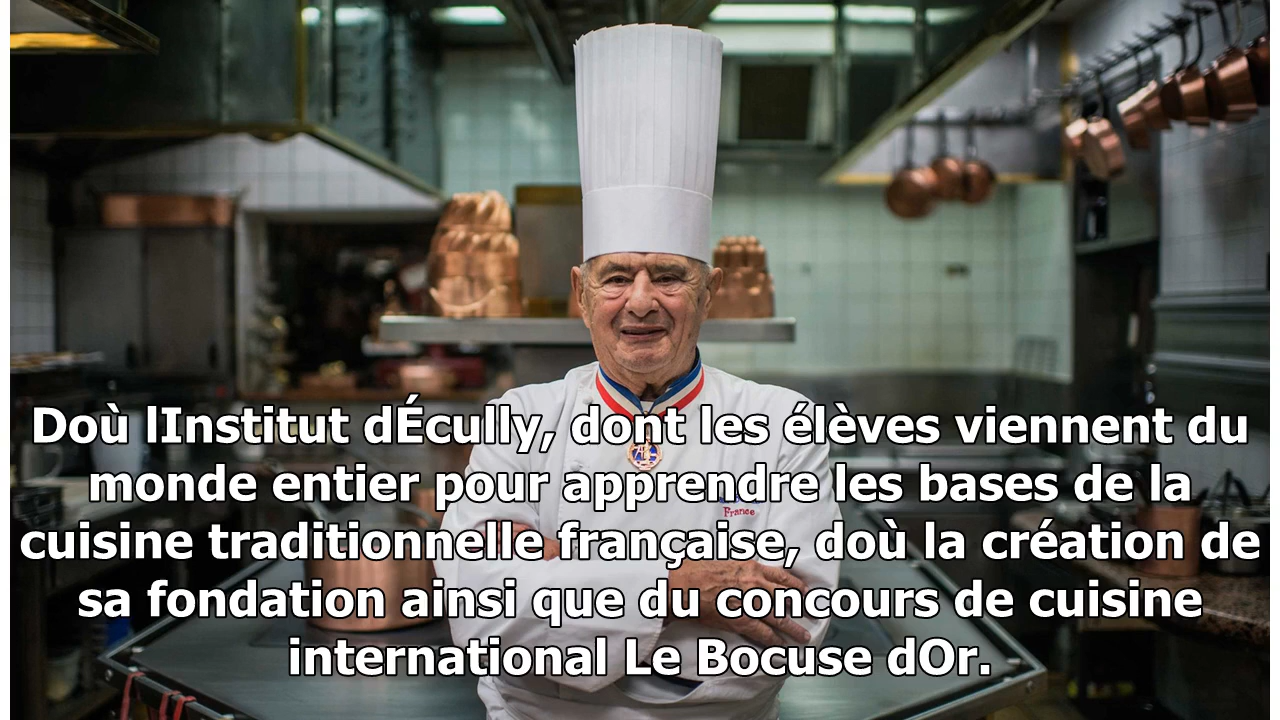 Doù lInstitut dÉcully, dont les élèves viennent du
monde entier pour apprendre les bases de la
cuisine traditionnelle française, doù la création de
sa fondation ainsi que du concours de cuisine
international Le Bocuse dOr.
France